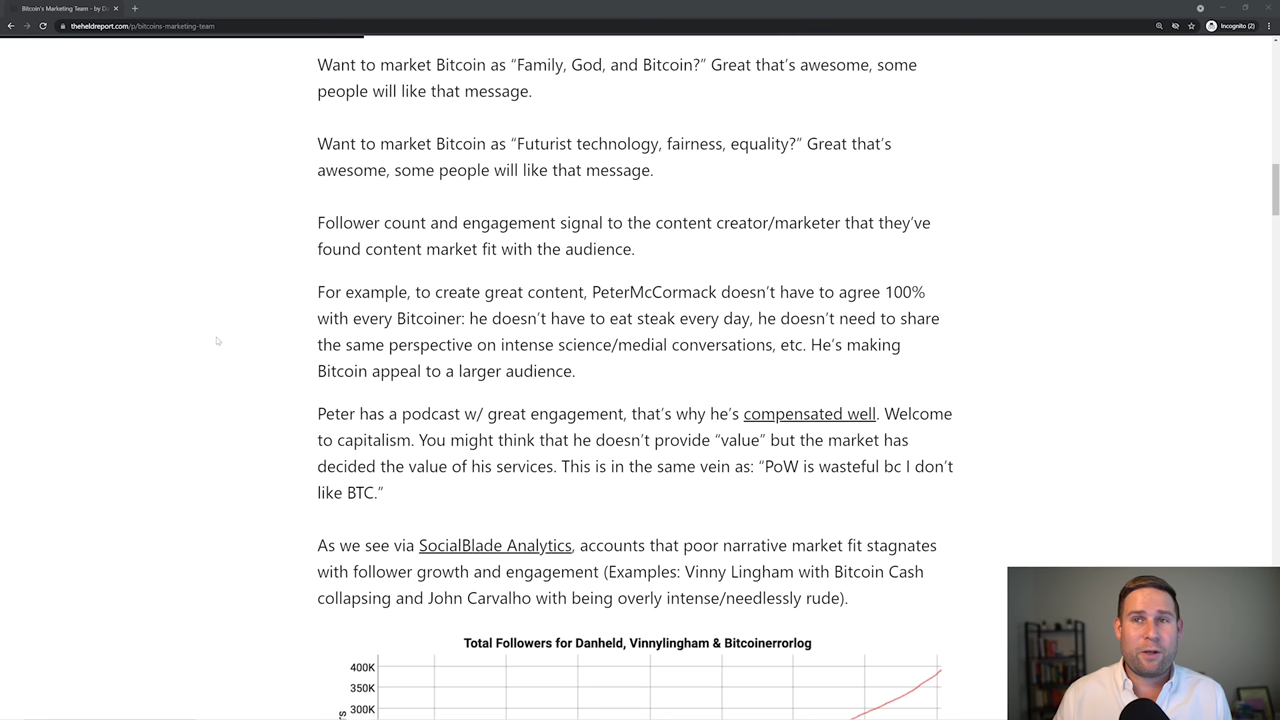 Bitcoin's Marketing Team - by D
theheldreport.com/p/bitcoins-marketing-team
Incognito (2)
Want to market Bitcoin as “Family, God, and Bitcoin?” Great that’s awesome, some
people will like that message.
Want to market Bitcoin as “Futurist technology, fairness, equality?” Great that’s
awesome, some people will like that message.
Follower count and engagement signal to the content creator/marketer that they’ve
found content market fit with the audience.
For example, to create great content, PeterMcCormack doesn’t have to agree 100%
with every Bitcoiner: he doesn’t have to eat steak every day, he doesn’t need to share
the same perspective on intense science/medial conversations, etc. He’s making
Bitcoin appeal to a larger audience.
Peter has a podcast w/ great engagement, that’s why he’s compensated well. Welcome
to capitalism. You might think that he doesn’t provide “value” but the market has
decided the value of his services. This is in the same vein as: “PoW is wasteful bc I don’t
like BTC.”
As we see via SocialBlade Analytics, accounts that poor narrative market fit stagnates
with follower growth and engagement (Examples: Vinny Lingham with Bitcoin Cash
collapsing and John Carvalho with being overly intense/needlessly rude).
Total Followers for Danheld, Vinnylingham & Bitcoinerrorlog
400K
350K
300K